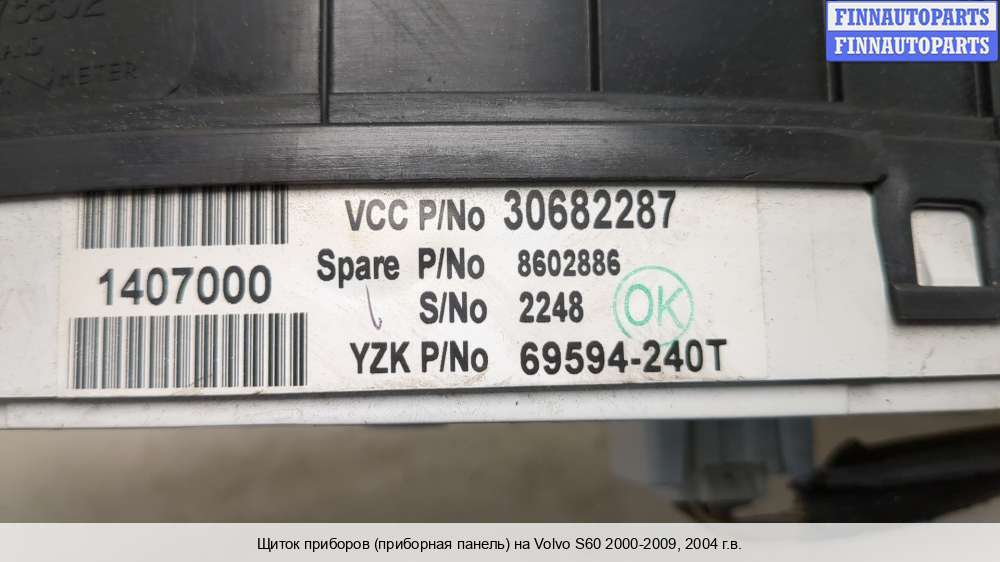 FINNAUTOPARTS
FINNAUTOPARTS
METER
VCC P/No 30682287
1407000
Spare P/No 8602886
S/No 2248
OK
YZK P/No 69594-240T
Щиток приборов (приборная панель) на Volvo S60 2000-2009, 2004 г.в.